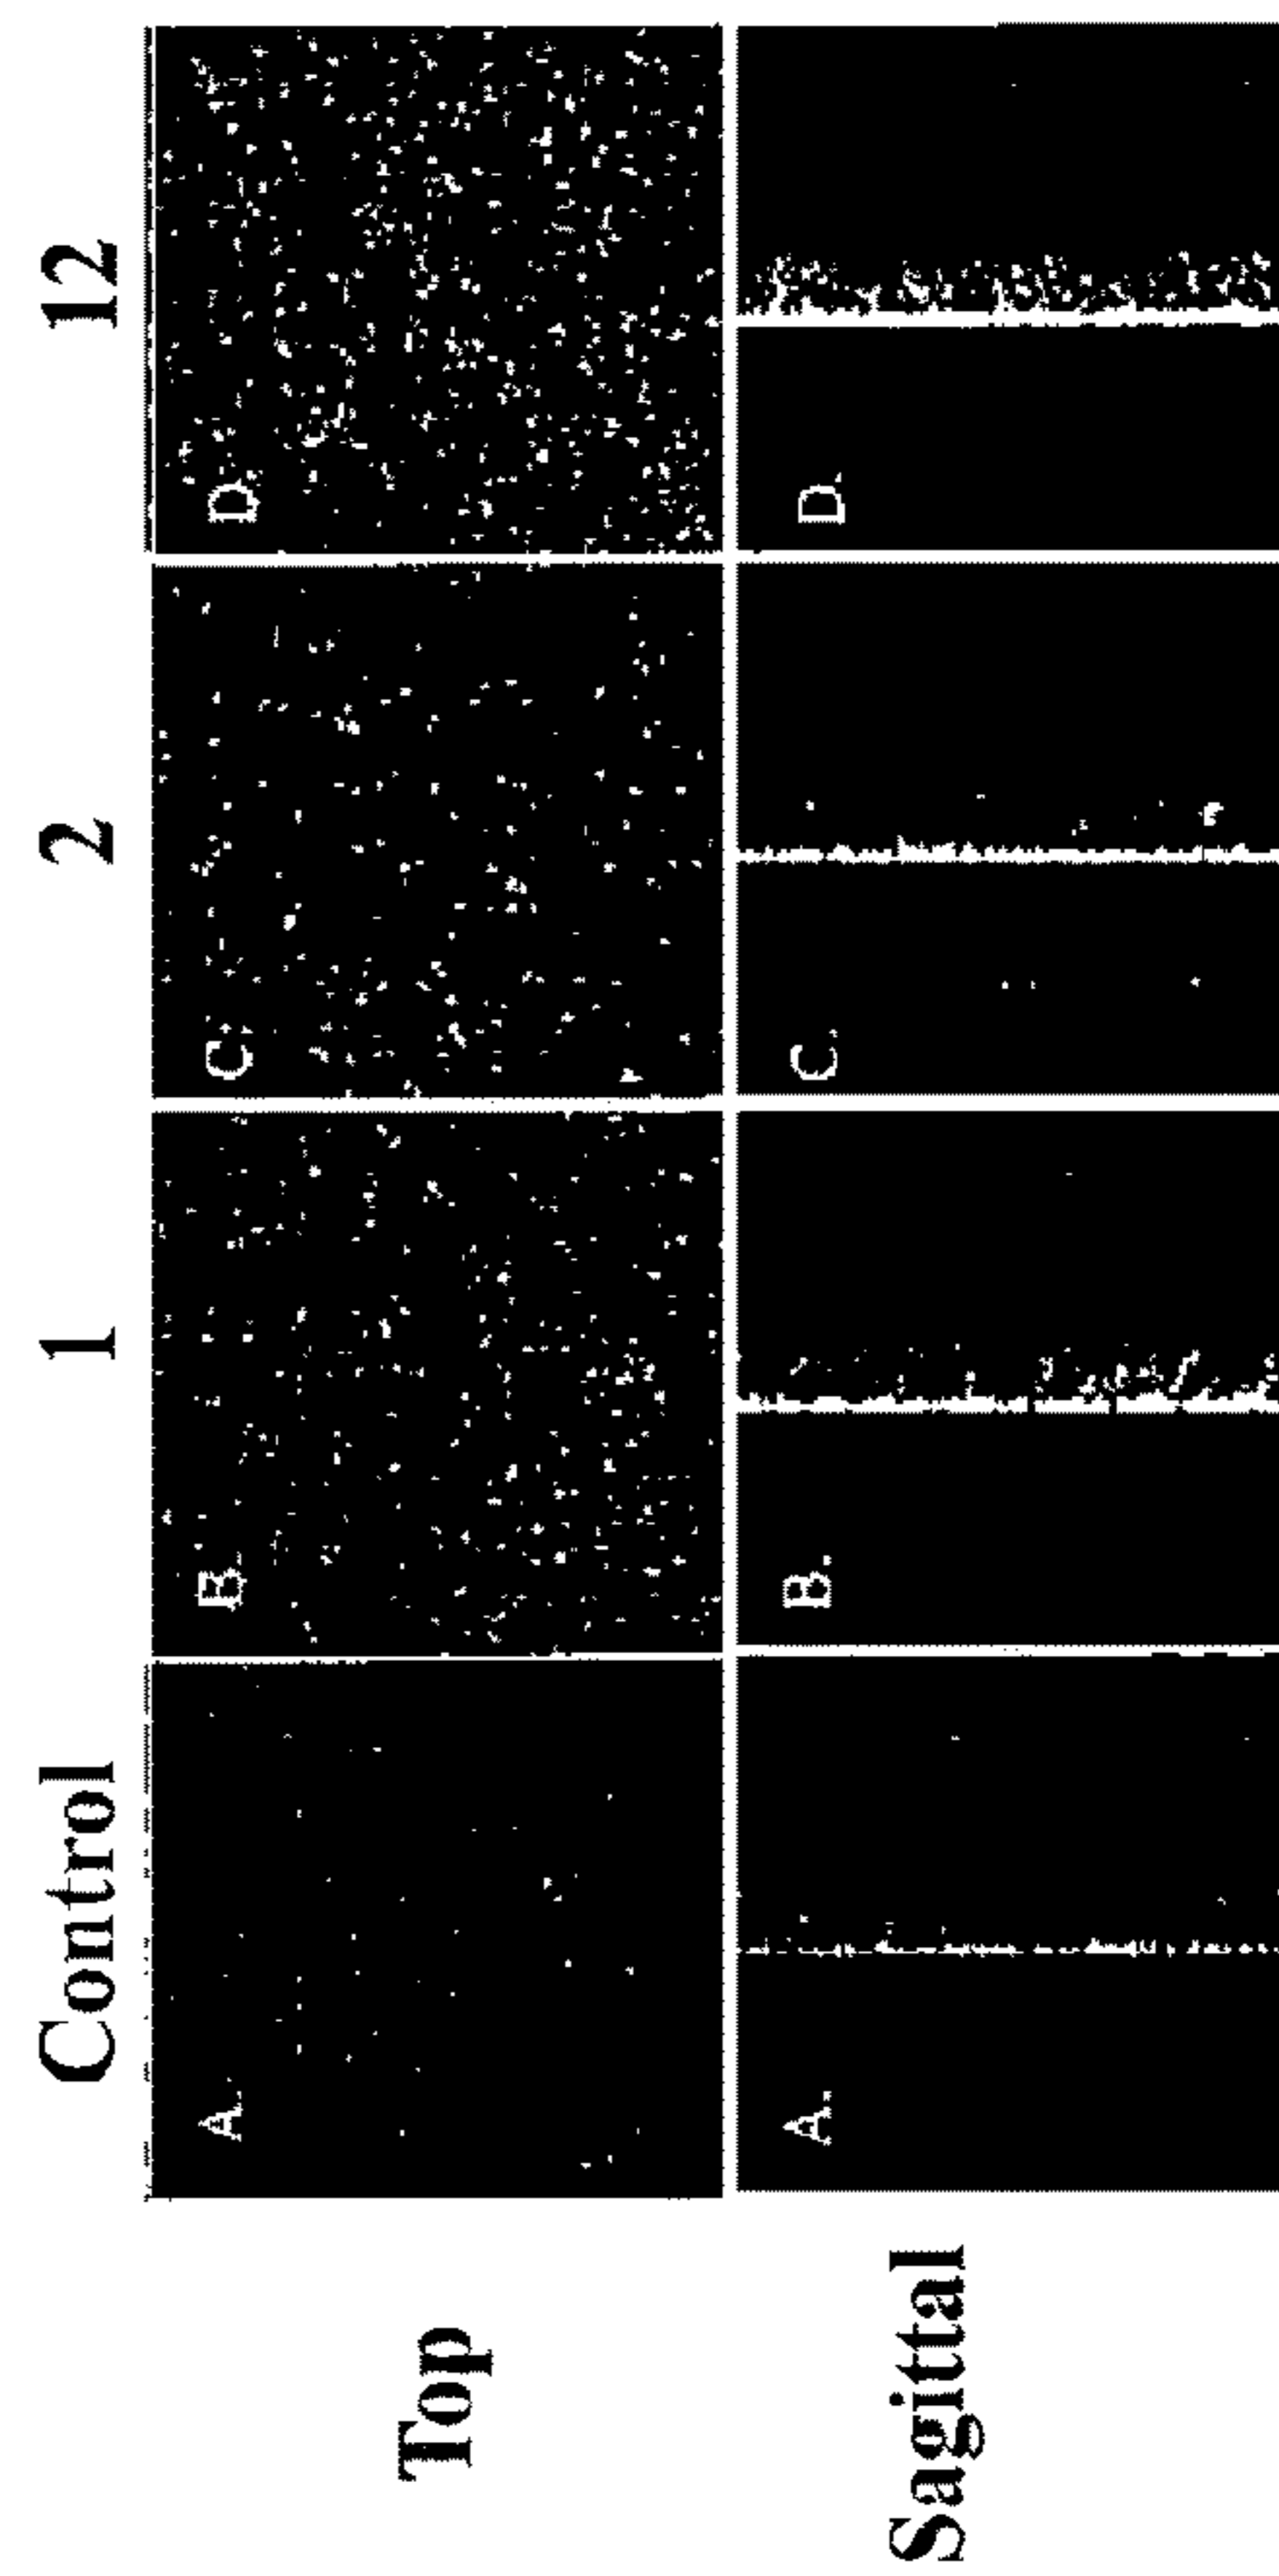 Control 1 2 12
Top A. B. C. D.
Sagittal A. B. C. D.